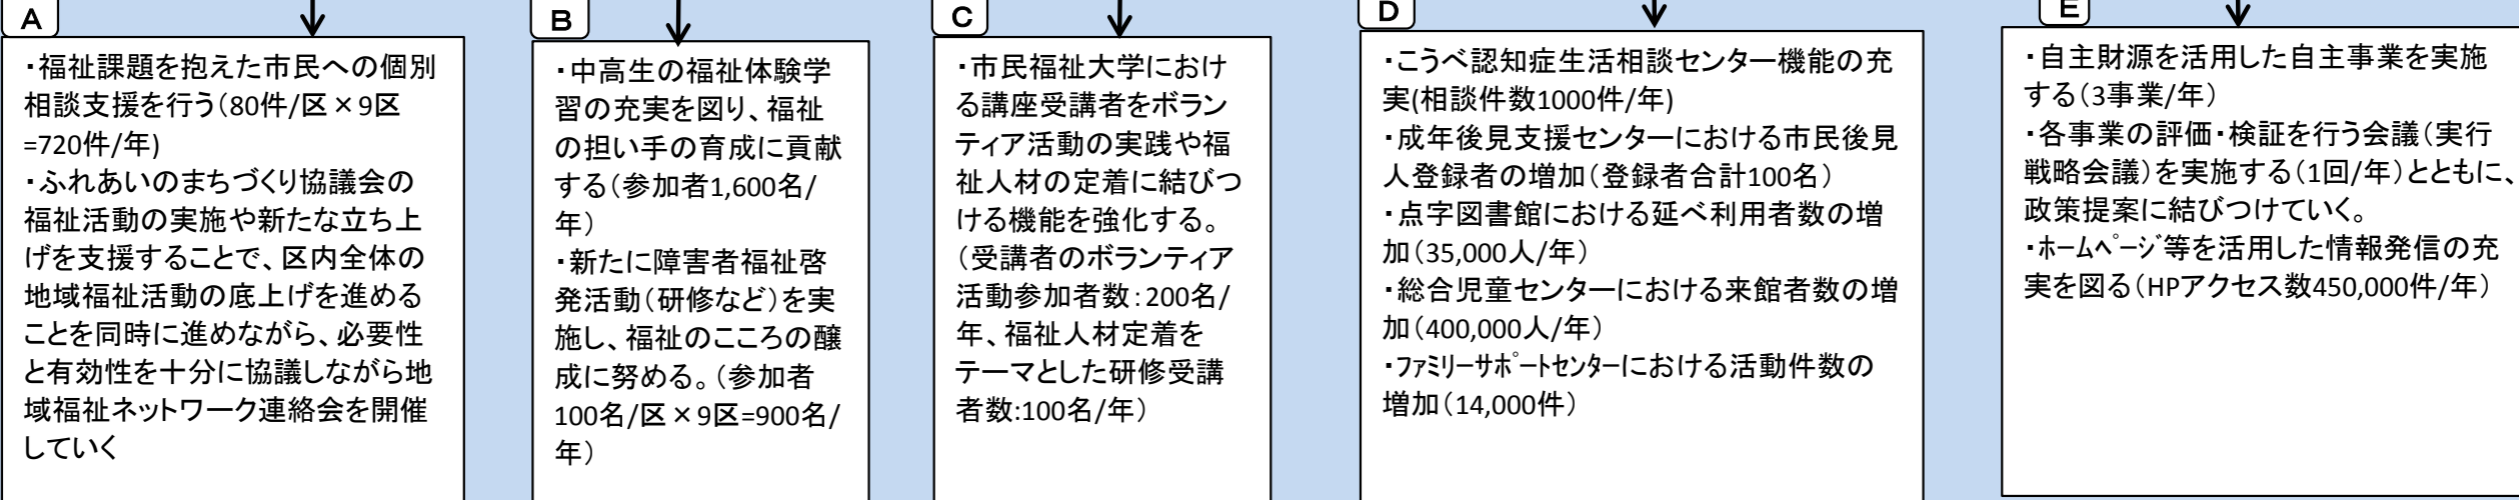 A
・福祉課題を抱えた市民への個別
相談支援を行う（80件/区×9区
=720件/年)
・ふれあいのまちづくり協議会の
福祉活動の実施や新たな立ち上
げを支援することで、区内全体の
地域福祉活動の底上げを進める
ことを同時に進めながら、必要性
と有効性を十分に協議しながら地
域福祉ネットワーク連絡会を開催
していく
B
・中高生の福祉体験学
習の充実を図り、福祉
の担い手の育成に貢献
する（参加者1,600名/
年）
・新たに障害者福祉啓
発活動（研修など）を実
施し、福祉のこころの醸
成に努める。（参加者
100名/区×9区=900名/
年）
C
・市民福祉大学におけ
る講座受講者をボラン
ティア活動の実践や福
祉人材の定着に結びつ
ける機能を強化する。
（受講者のボランティア
活動参加者数：200名/
年、福祉人材定着を
テーマとした研修受講
者数:100名/年）
D
・こうべ認知症生活相談センター機能の充
実(相談件数1000件/年)
・成年後見支援センターにおける市民後見
人登録者の増加（登録者合計100名）
・点字図書館における延べ利用者数の増
加（35,000人/年）
・総合児童センターにおける来館者数の増
加（400,000人/年）
・ファミリーサポートセンターにおける活動件数の
増加（14,000件）
E
・自主財源を活用した自主事業を実施
する（3事業/年）
・各事業の評価・検証を行う会議（実行
戦略会議）を実施する（1回/年）とともに、
政策提案に結びつけていく。
・ホームページ等を活用した情報発信の充
実を図る（HPアクセス数450,000件/年）